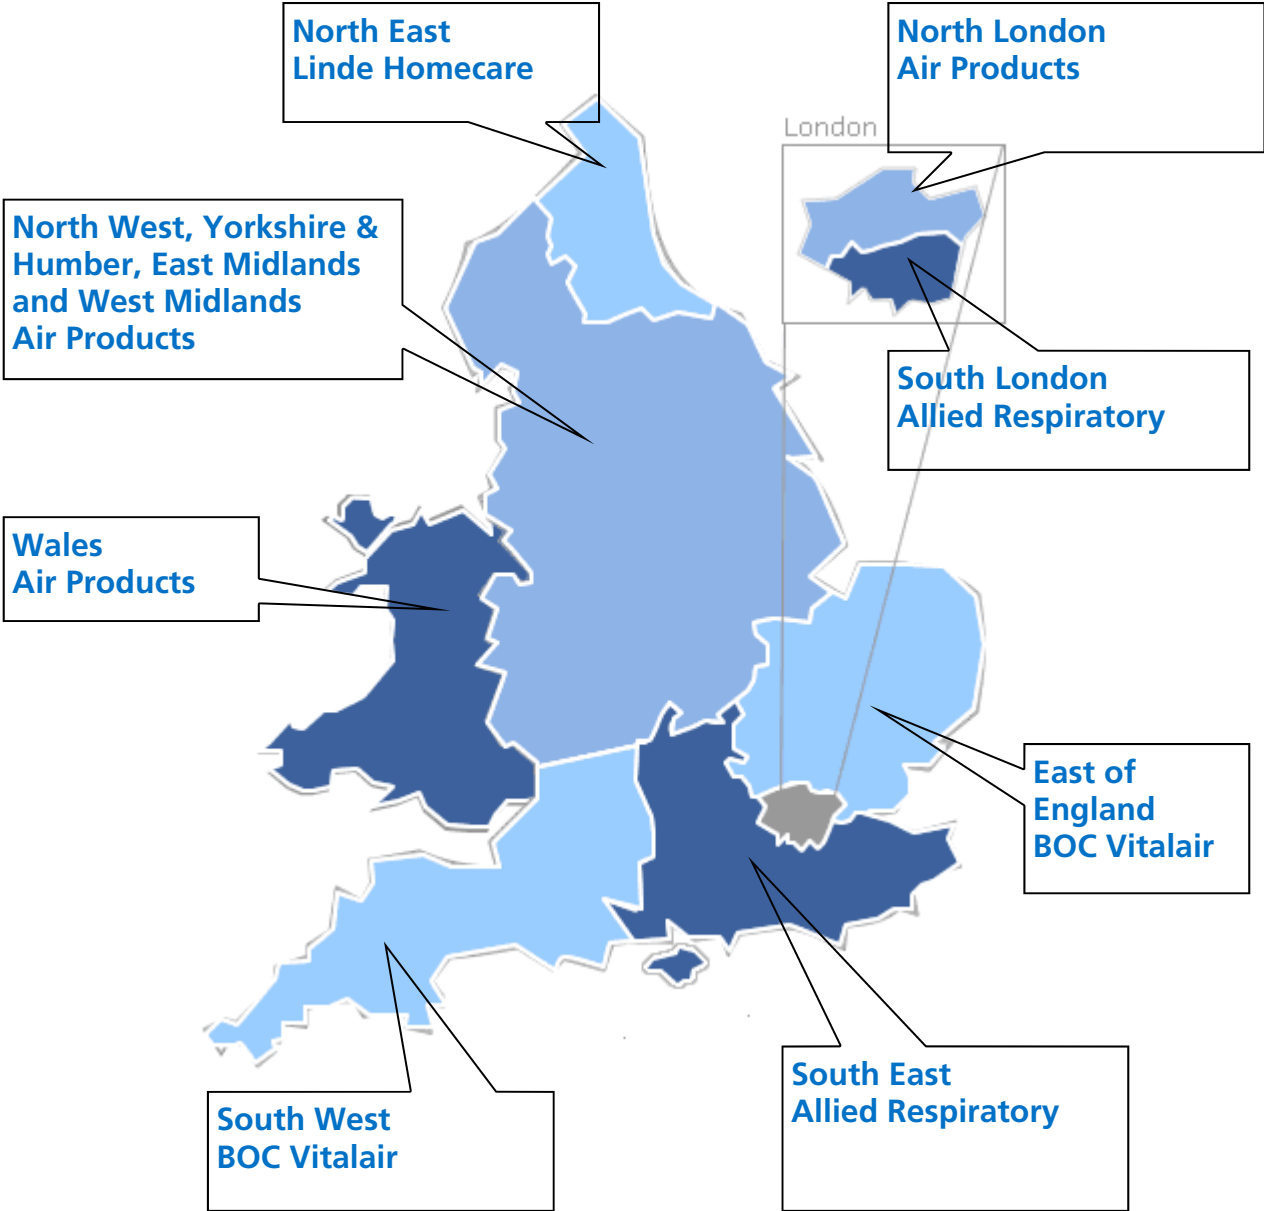 North East
Linde Homecare
North London
Air Products
London
North West, Yorkshire &
Humber, East Midlands
and West Midlands
Air Products
South London
Allied Respiratory
Wales
Air Products
East of
England
BOC Vitalair
South East
Allied Respiratory
South West
BOC Vitalair